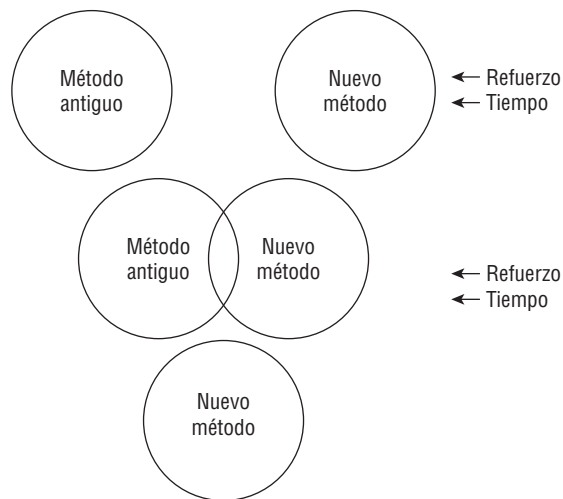 Método
antiguo
Nuevo
método
← Refuerzo
← Tiempo
Método
antiguo
Nuevo
método
← Refuerzo
← Tiempo
Nuevo
método